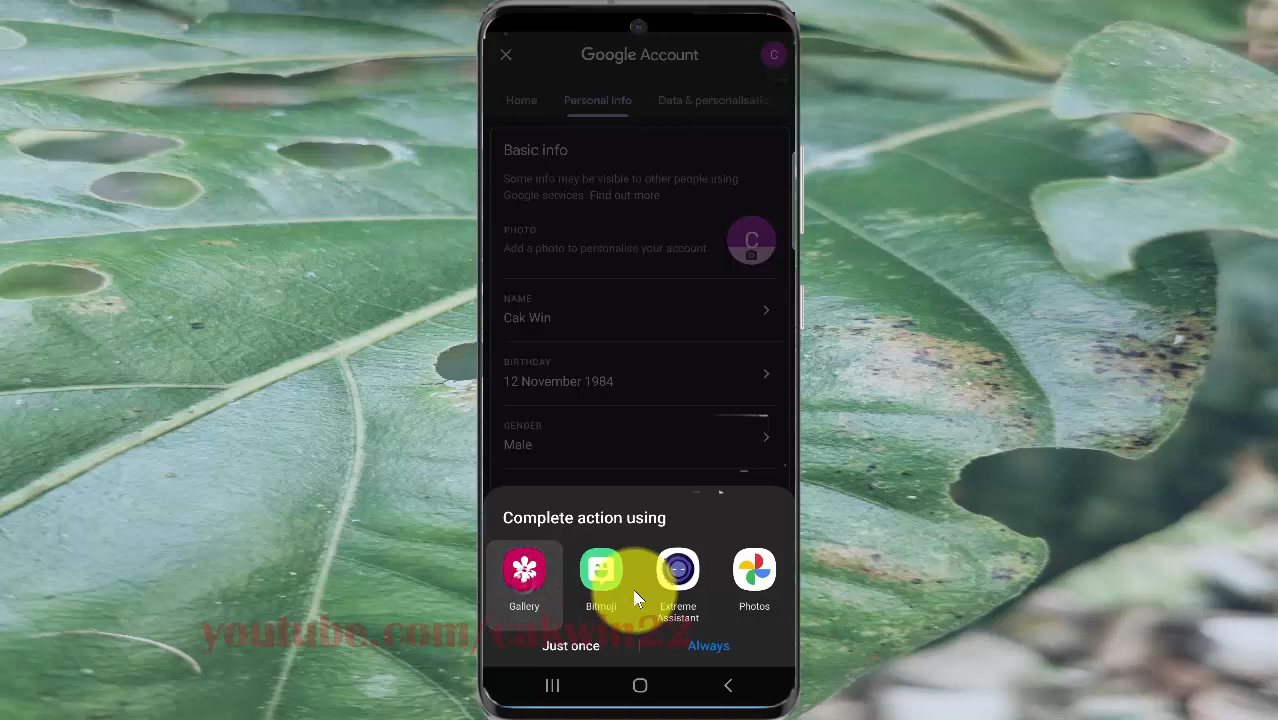 Google Account
C
Home Personal info Data & personalisatio
Basic info
Some info may be visible to other people using
Google services. Find out more
PHOTO
Add a photo to personalise your account
C
NAME
Cak Win
BIRTHDAY
12 November 1984
GENDER
Male
Complete action using
Gallery Bitmoji Extreme Assistant Photos
youtube.com/cakwin22
Just once Always